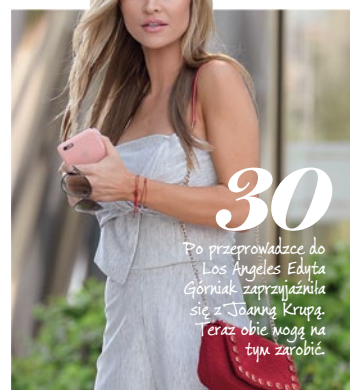 30
Po przeprowadzce do
Los Angeles Edyta
Górniak zaprzyjaźniła
się z Joanną Krupą.
Teraz obie mogą na
tym zarobić.